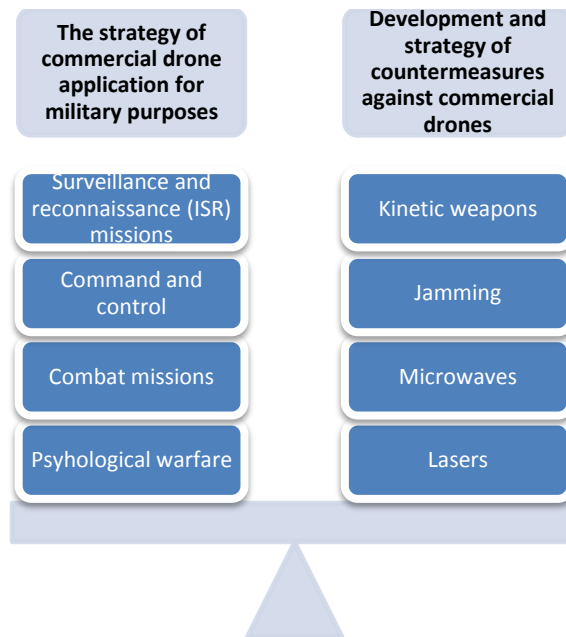 The strategy of
commercial drone
application for
military purposes
Development and
strategy of
countermeasures
against commercial
drones
Surveillance and
reconnaissance (ISR)
missions
Kinetic weapons
Command and
control
Jamming
Combat missions
Microwaves
Psyhological warfare
Lasers